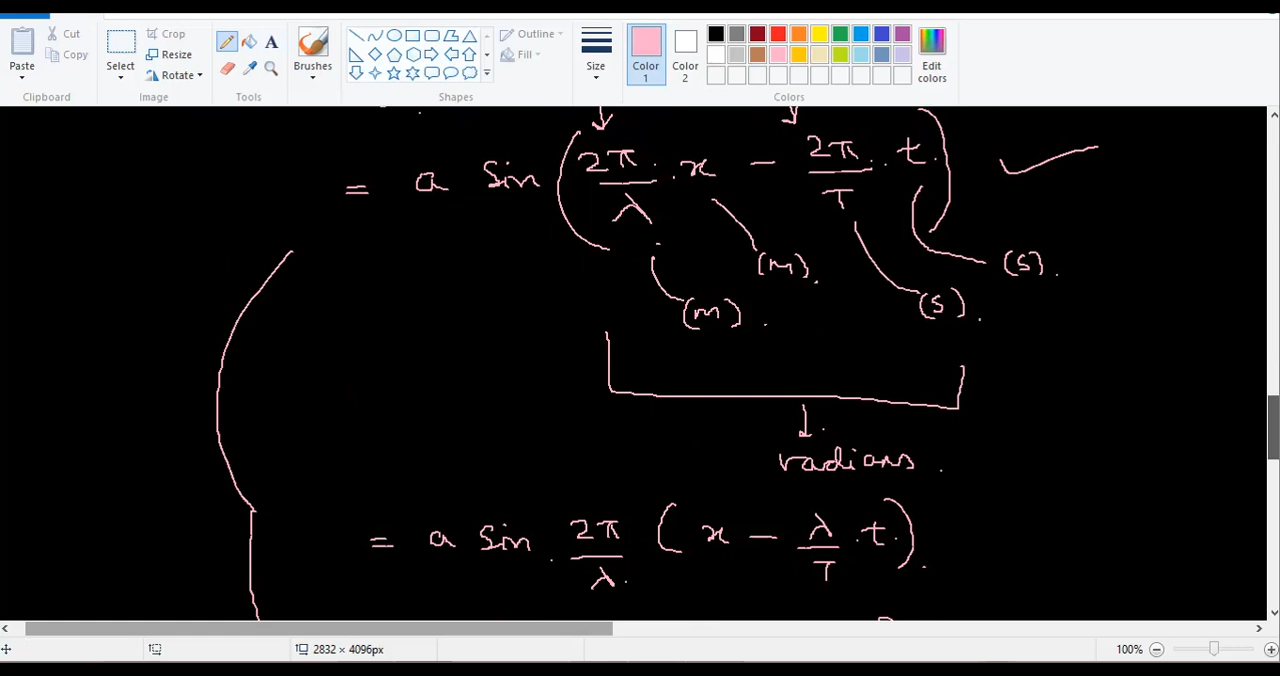 Cut
Crop
Outline
Copy
Resize
Fill
Paste
Select
Rotate
Brushes
Size
Color 1
Color 2
Edit colors
Clipboard
Image
Tools
Shapes
Colors
= a Sin (2π/λ . x − 2π/T . t)
(m) .
(s) .
(m) .
(s) .
radians .
= a Sin . 2π/λ (x − λ/T . t) .
2832 × 4096px
100%